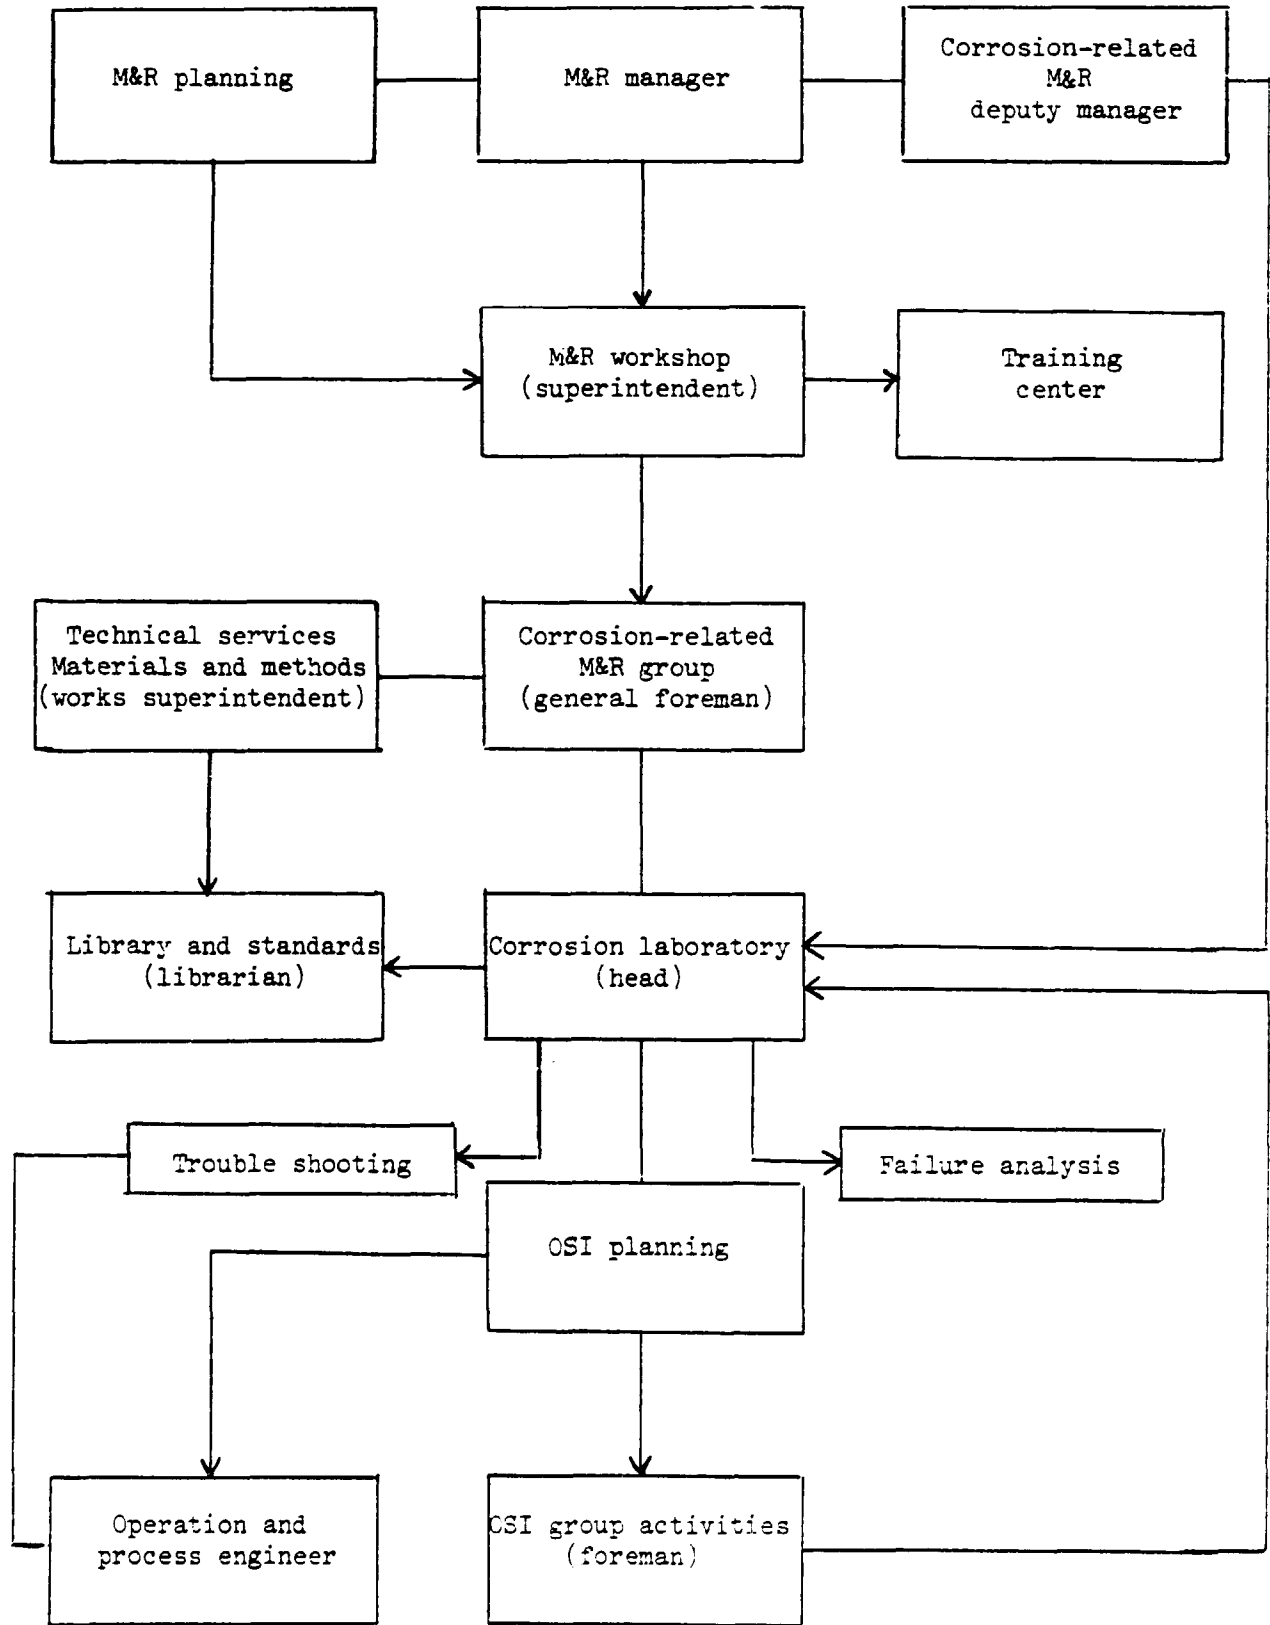 M&R planning
M&R manager
Corrosion-related
M&R
deputy manager
M&R workshop
(superintendent)
Training
center
Technical services
Materials and methods
(works superintendent)
Corrosion-related
M&R group
(general foreman)
Library and standards
(librarian)
Corrosion laboratory
(head)
Trouble shooting
Failure analysis
OSI planning
Operation and
process engineer
OSI group activities
(foreman)